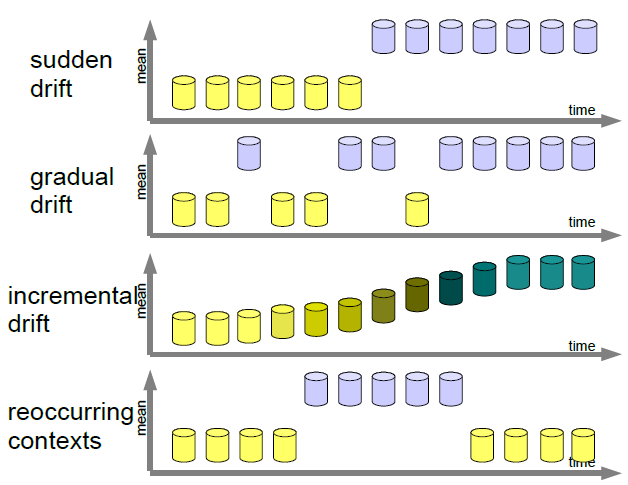 sudden
drift
mean
time
gradual
drift
mean
time
incremental
drift
mean
time
reoccurring
contexts
mean
time